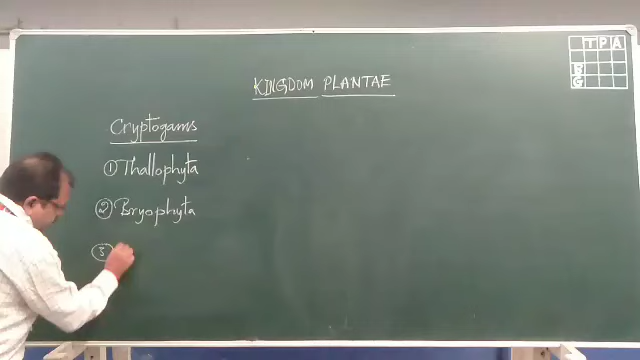 KINGDOM PLANTAE
T P A
B
G
Cryptogams
① Thallophyta
② Bryophyta
③